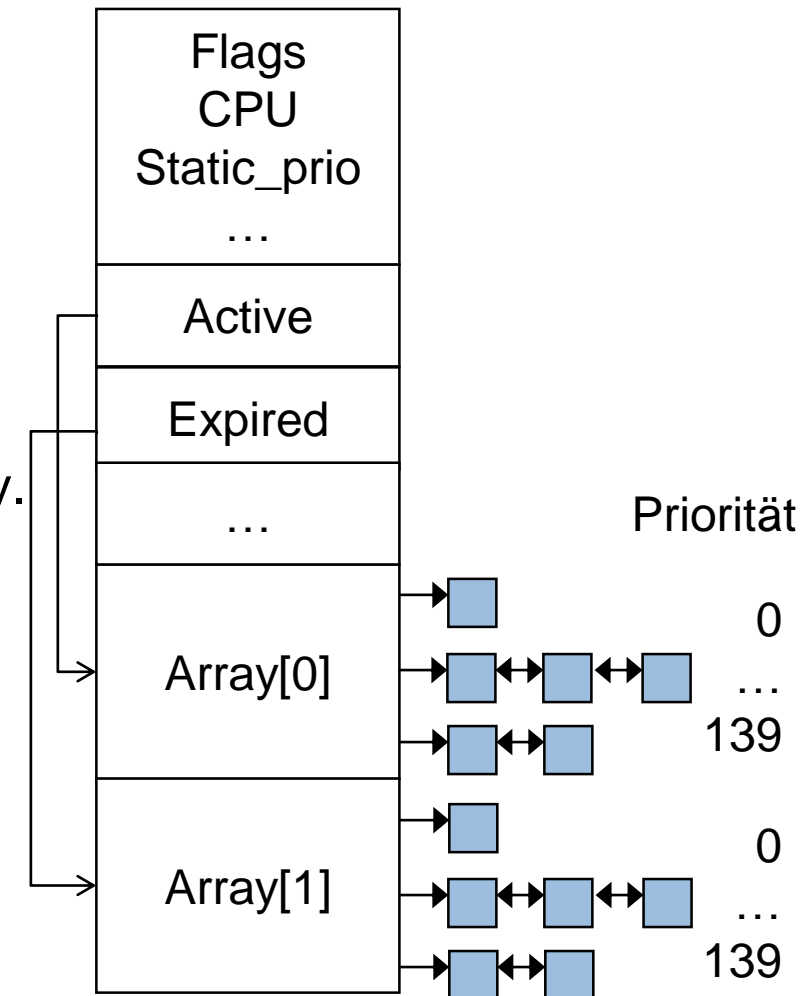 Flags
CPU
Static_prio
…
Active
Expired
…
Priorität
Array[0]
0
…
139
Array[1]
0
…
139